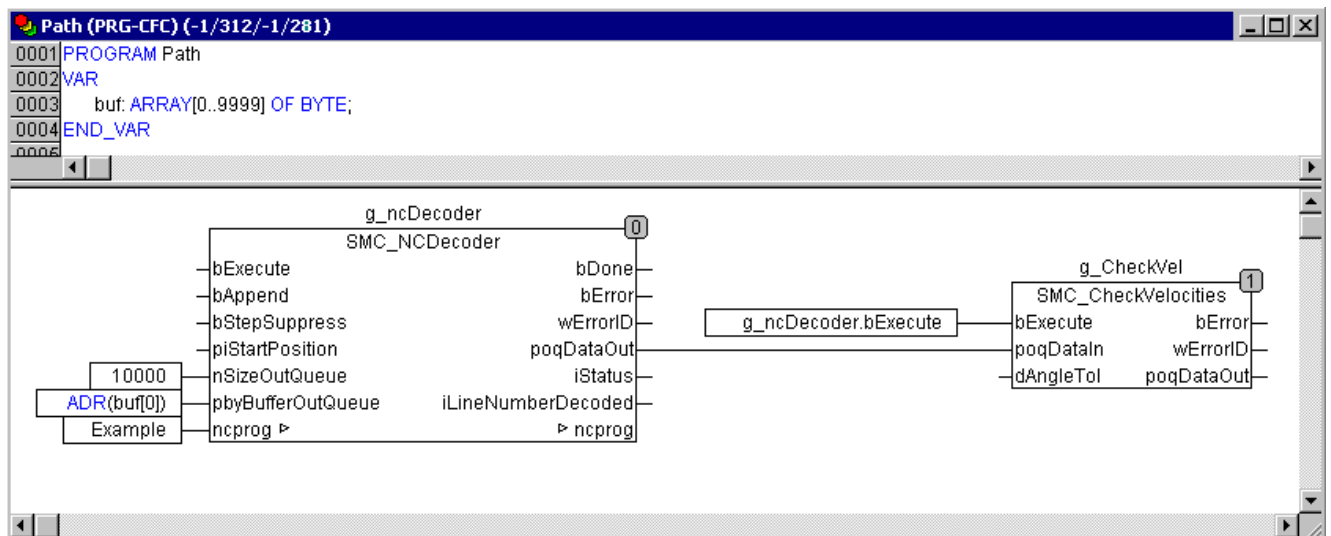 Path (PRG-CFC) (-1/312/-1/281)
0001 PROGRAM Path
0002 VAR
0003 buf: ARRAY[0..9999] OF BYTE;
0004 END_VAR
g_ncDecoder
0
SMC_NCDecoder
bExecute bDone
bAppend bError
bStepSuppress wErrorID
piStartPosition poqDataOut
10000 nSizeOutQueue iStatus
ADR(buf[0]) pbyBufferOutQueue iLineNumberDecoded
Example ncprog ncprog
g_CheckVel
1
SMC_CheckVelocities
g_ncDecoder.bExecute bExecute bError
poqDataIn wErrorID
dAngleTol poqDataOut